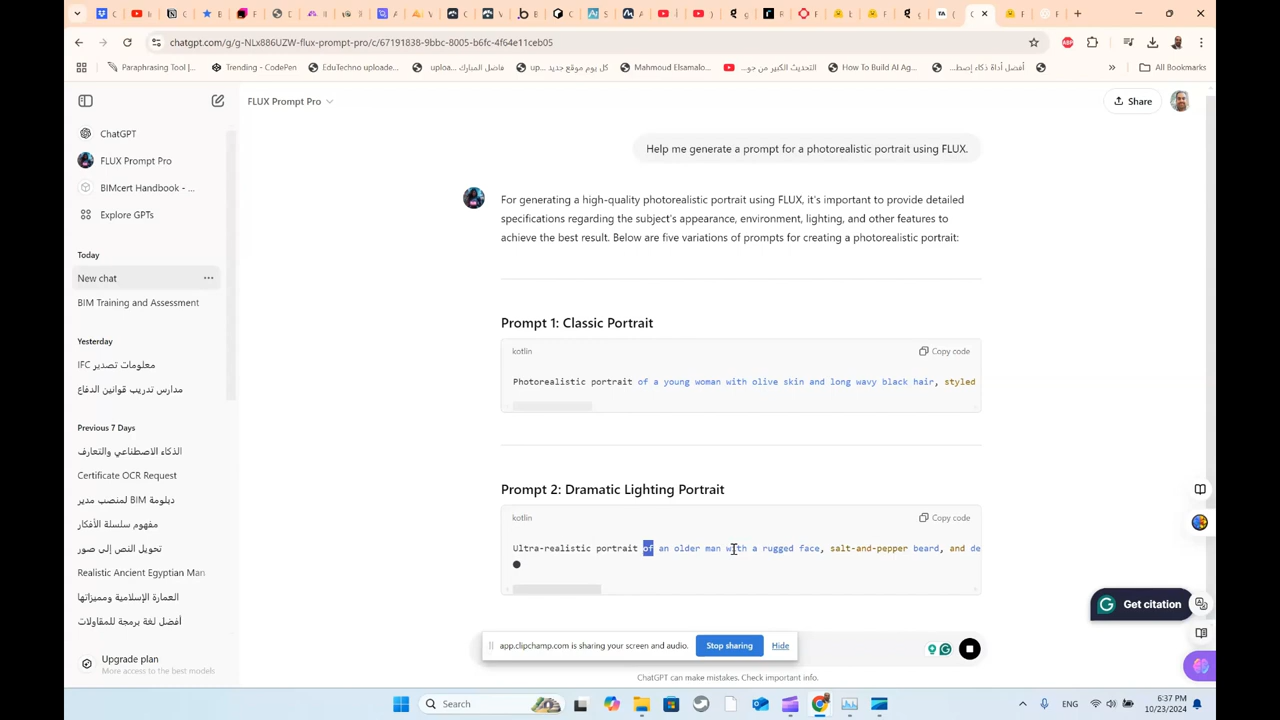 chatgpt.com/g/g-NLx886UZW-flux-prompt-pro/c/67191838-9bbc-8005-b6fc-4f64e11ceb05
Paraphrasing Tool |...
Trending - CodePen
EduTechno uploade...
uploa... فاضل المبارك
up... كل يوم موقع جديد
Mahmoud Elsamalo...
التحديث الكبير من جو...
How To Build AI Ag...
أفضل أداة ذكاء إصط...
»
All Bookmarks
FLUX Prompt Pro
Share
ChatGPT
FLUX Prompt Pro
BIMcert Handbook - ...
Explore GPTs
Today
New chat
BIM Training and Assessment
Yesterday
معلومات تصدير IFC
مدارس تدريب قوانين الدفاع
Previous 7 Days
الذكاء الاصطناعي والتعارف
Certificate OCR Request
دبلومة BIM لمنصب مدير
مفهوم سلسلة الأفكار
تحويل النص إلى صور
Realistic Ancient Egyptian Man
العمارة الإسلامية ومميزاتها
أفضل لغة برمجة للمقاولات
Upgrade plan
More access to the best models
Help me generate a prompt for a photorealistic portrait using FLUX.
For generating a high-quality photorealistic portrait using FLUX, it's important to provide detailed
specifications regarding the subject's appearance, environment, lighting, and other features to
achieve the best result. Below are five variations of prompts for creating a photorealistic portrait:
Prompt 1: Classic Portrait
kotlin
Copy code
Photorealistic portrait of a young woman with olive skin and long wavy black hair, styled
Prompt 2: Dramatic Lighting Portrait
kotlin
Copy code
Ultra-realistic portrait of an older man with a rugged face, salt-and-pepper beard, and de
Get citation
app.clipchamp.com is sharing your screen and audio.
Stop sharing
Hide
ChatGPT can make mistakes. Check important info.
Search
ENG
6:37 PM
10/23/2024